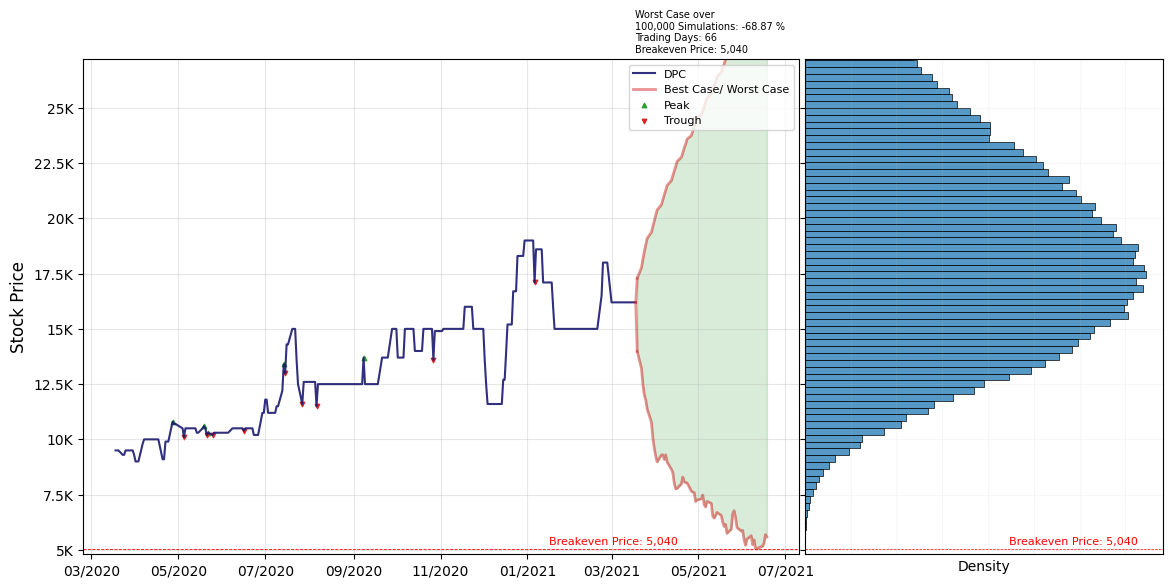 Worst Case over
100,000 Simulations: -68.87 %
Trading Days: 66
Breakeven Price: 5,040
DPC
Best Case/ Worst Case
Peak
Trough
Stock Price
25K
22.5K
20K
17.5K
15K
12.5K
10K
7.5K
5K
Breakeven Price: 5,040
Breakeven Price: 5,040
03/2020
05/2020
07/2020
09/2020
11/2020
01/2021
03/2021
05/2021
07/2021
Density